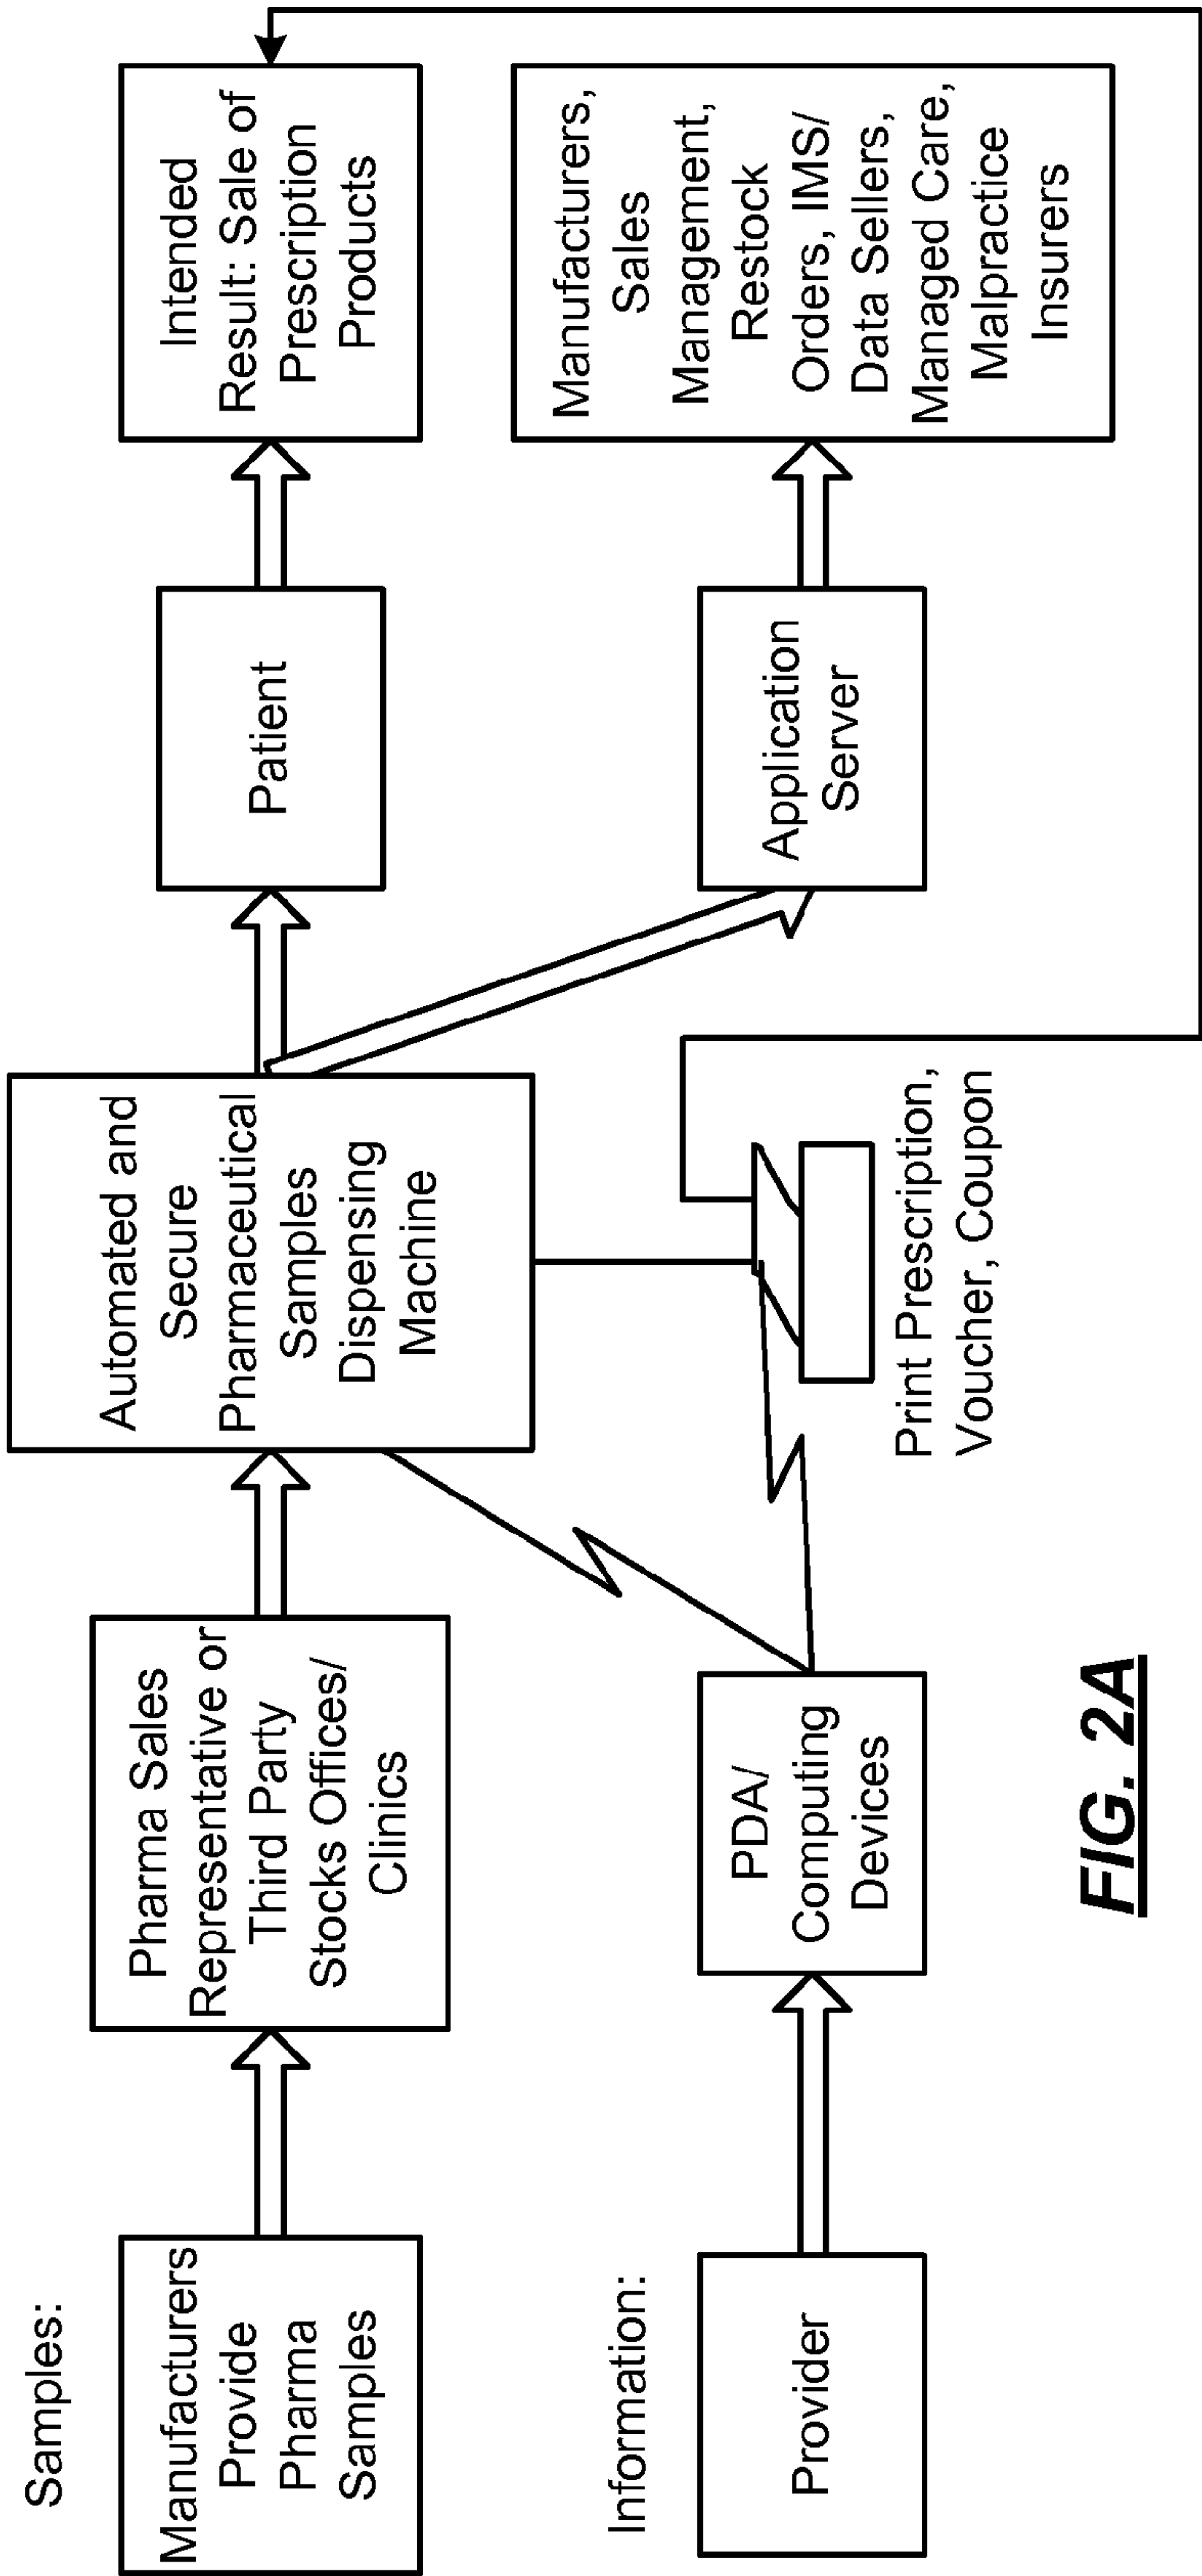 Samples:
Manufacturers
Provide
Pharma
Samples
Pharma Sales
Representative or
Third Party
Stocks Offices/
Clinics
Automated and
Secure
Pharmaceutical
Samples
Dispensing
Machine
Patient
Intended
Result: Sale of
Prescription
Products
Information:
Provider
PDA/
Computing
Devices
Print Prescription,
Voucher, Coupon
Application
Server
Manufacturers,
Sales
Management,
Restock
Orders, IMS/
Data Sellers,
Managed Care,
Malpractice
Insurers
FIG. 2A